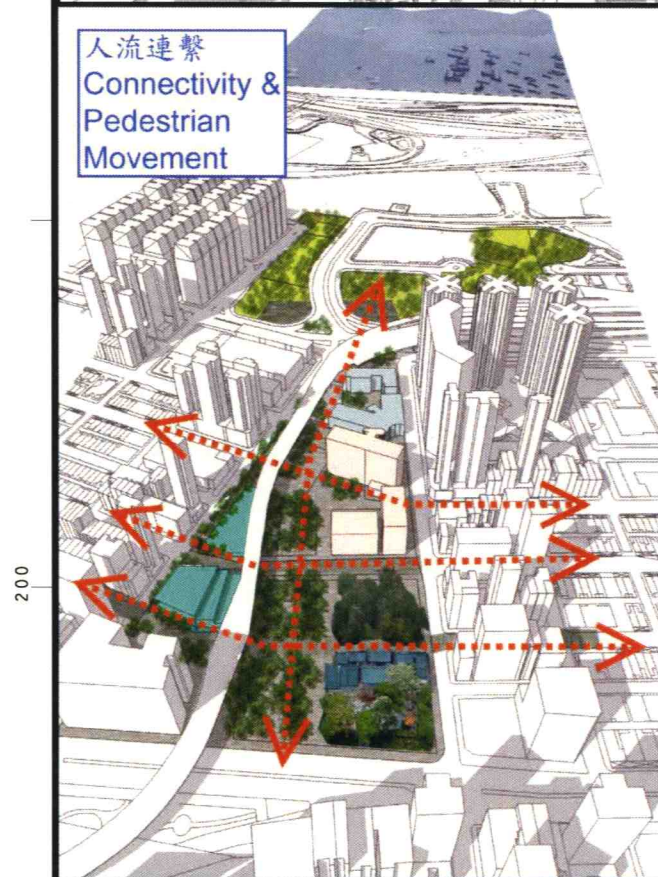 人流連繫
Connectivity &
Pedestrian
Movement
200